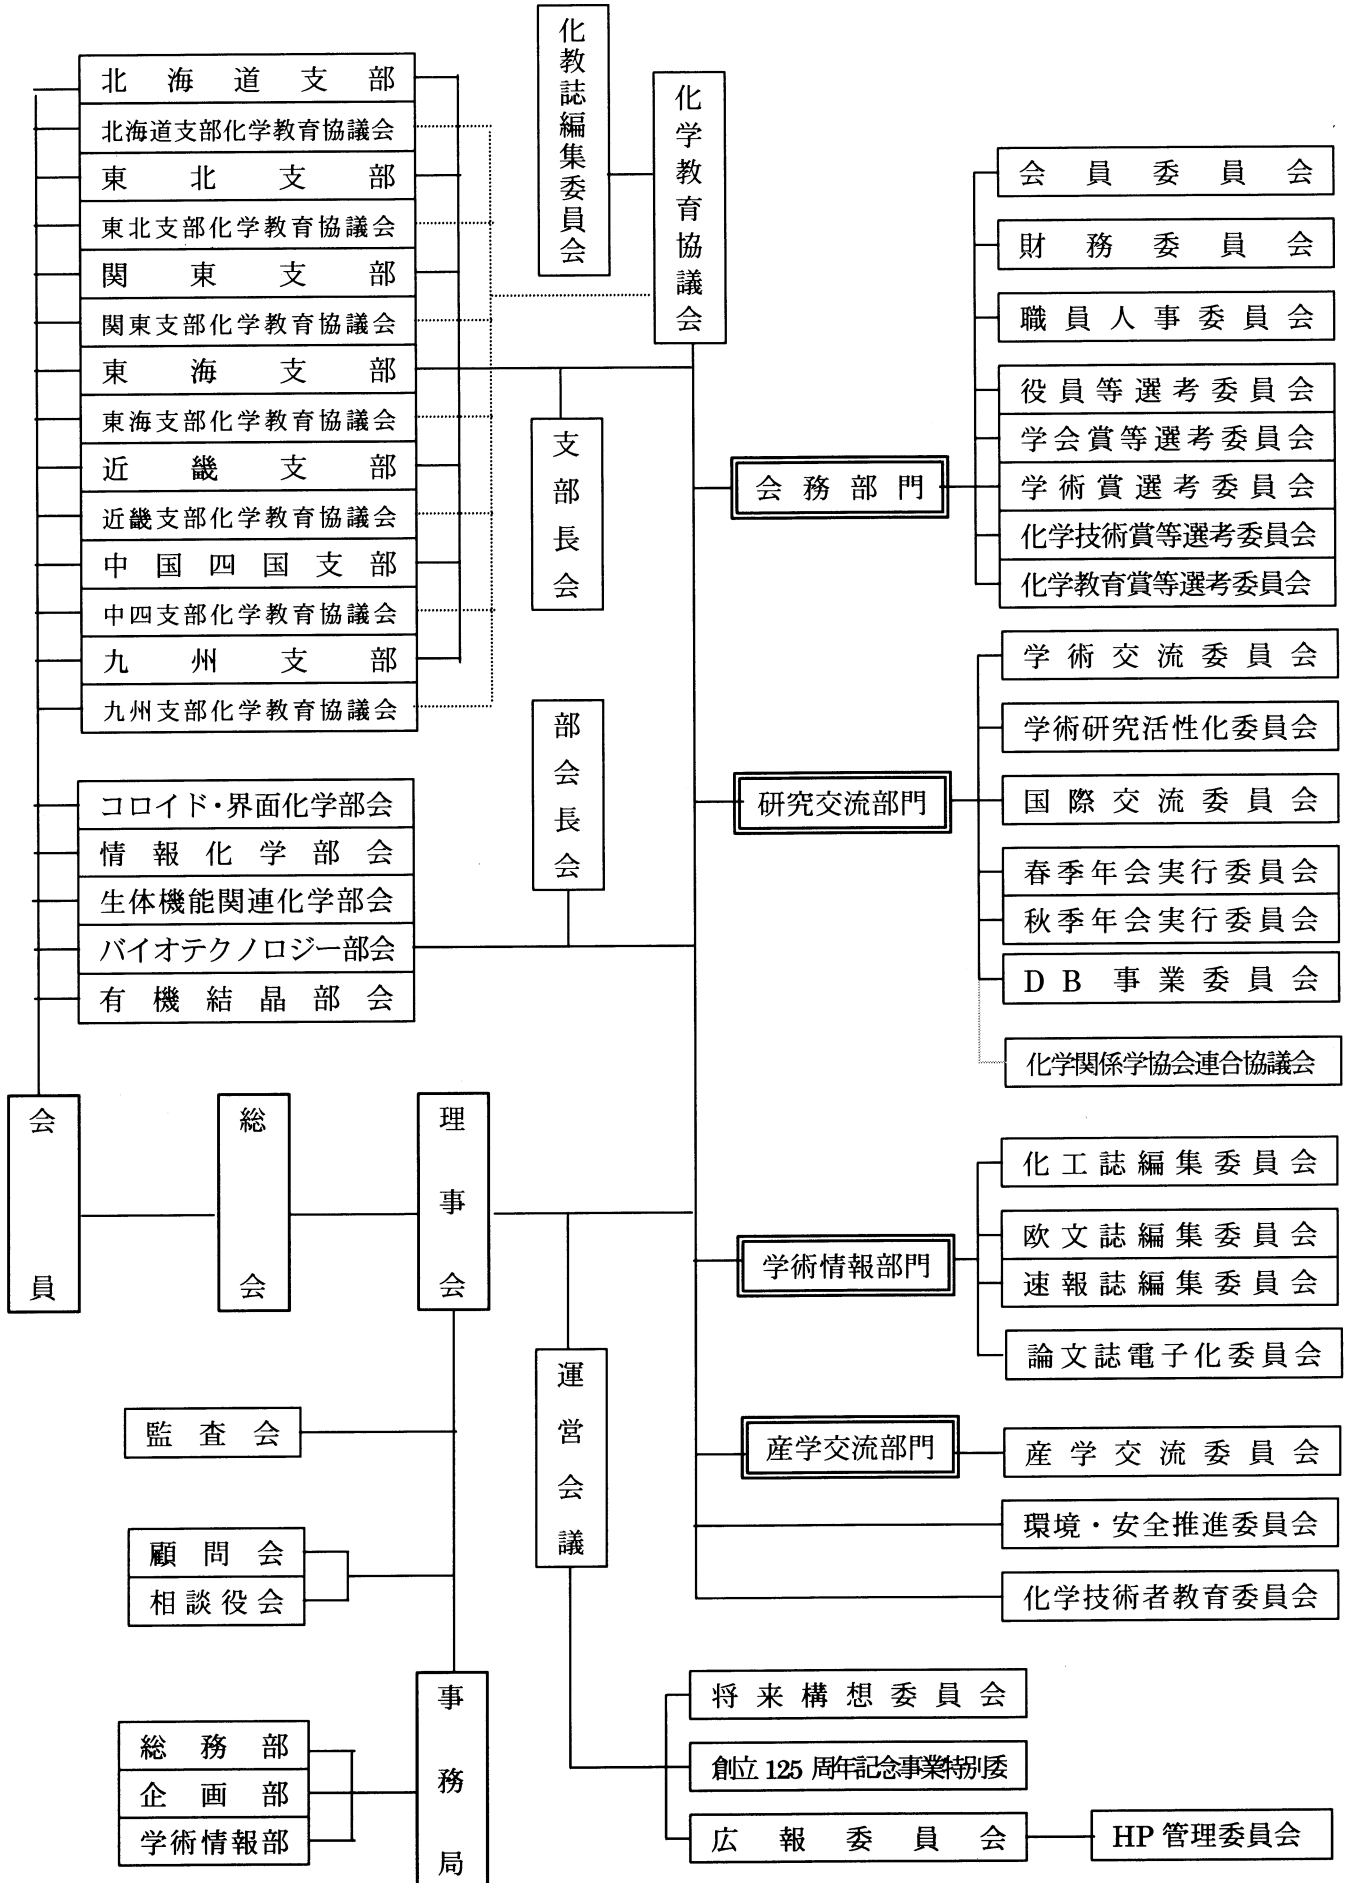 化教誌編集委員会
化学教育協議会
北海道支部
北海道支部化学教育協議会
東北支部
東北支部化学教育協議会
関東支部
関東支部化学教育協議会
東海支部
東海支部化学教育協議会
近畿支部
近畿支部化学教育協議会
中国四国支部
中四支部化学教育協議会
九州支部
九州支部化学教育協議会
支部長会
コロイド・界面化学部会
情報化学部会
生体機能関連化学部会
バイオテクノロジー部会
有機結晶部会
部会長会
会務部門
会員委員会
財務委員会
職員人事委員会
役員等選考委員会
学会賞等選考委員会
学術賞選考委員会
化学技術賞等選考委員会
化学教育賞等選考委員会
研究交流部門
学術交流委員会
学術研究活性化委員会
国際交流委員会
春季年会実行委員会
秋季年会実行委員会
DB事業委員会
化学関係学協会連合協議会
会員
総会
理事会
学術情報部門
化工誌編集委員会
欧文誌編集委員会
速報誌編集委員会
論文誌電子化委員会
運営会議
産学交流部門
産学交流委員会
環境・安全推進委員会
化学技術者教育委員会
監査会
顧問会
相談役会
事務局
総務部
企画部
学術情報部
将来構想委員会
創立125周年記念事業特別委
広報委員会
HP管理委員会